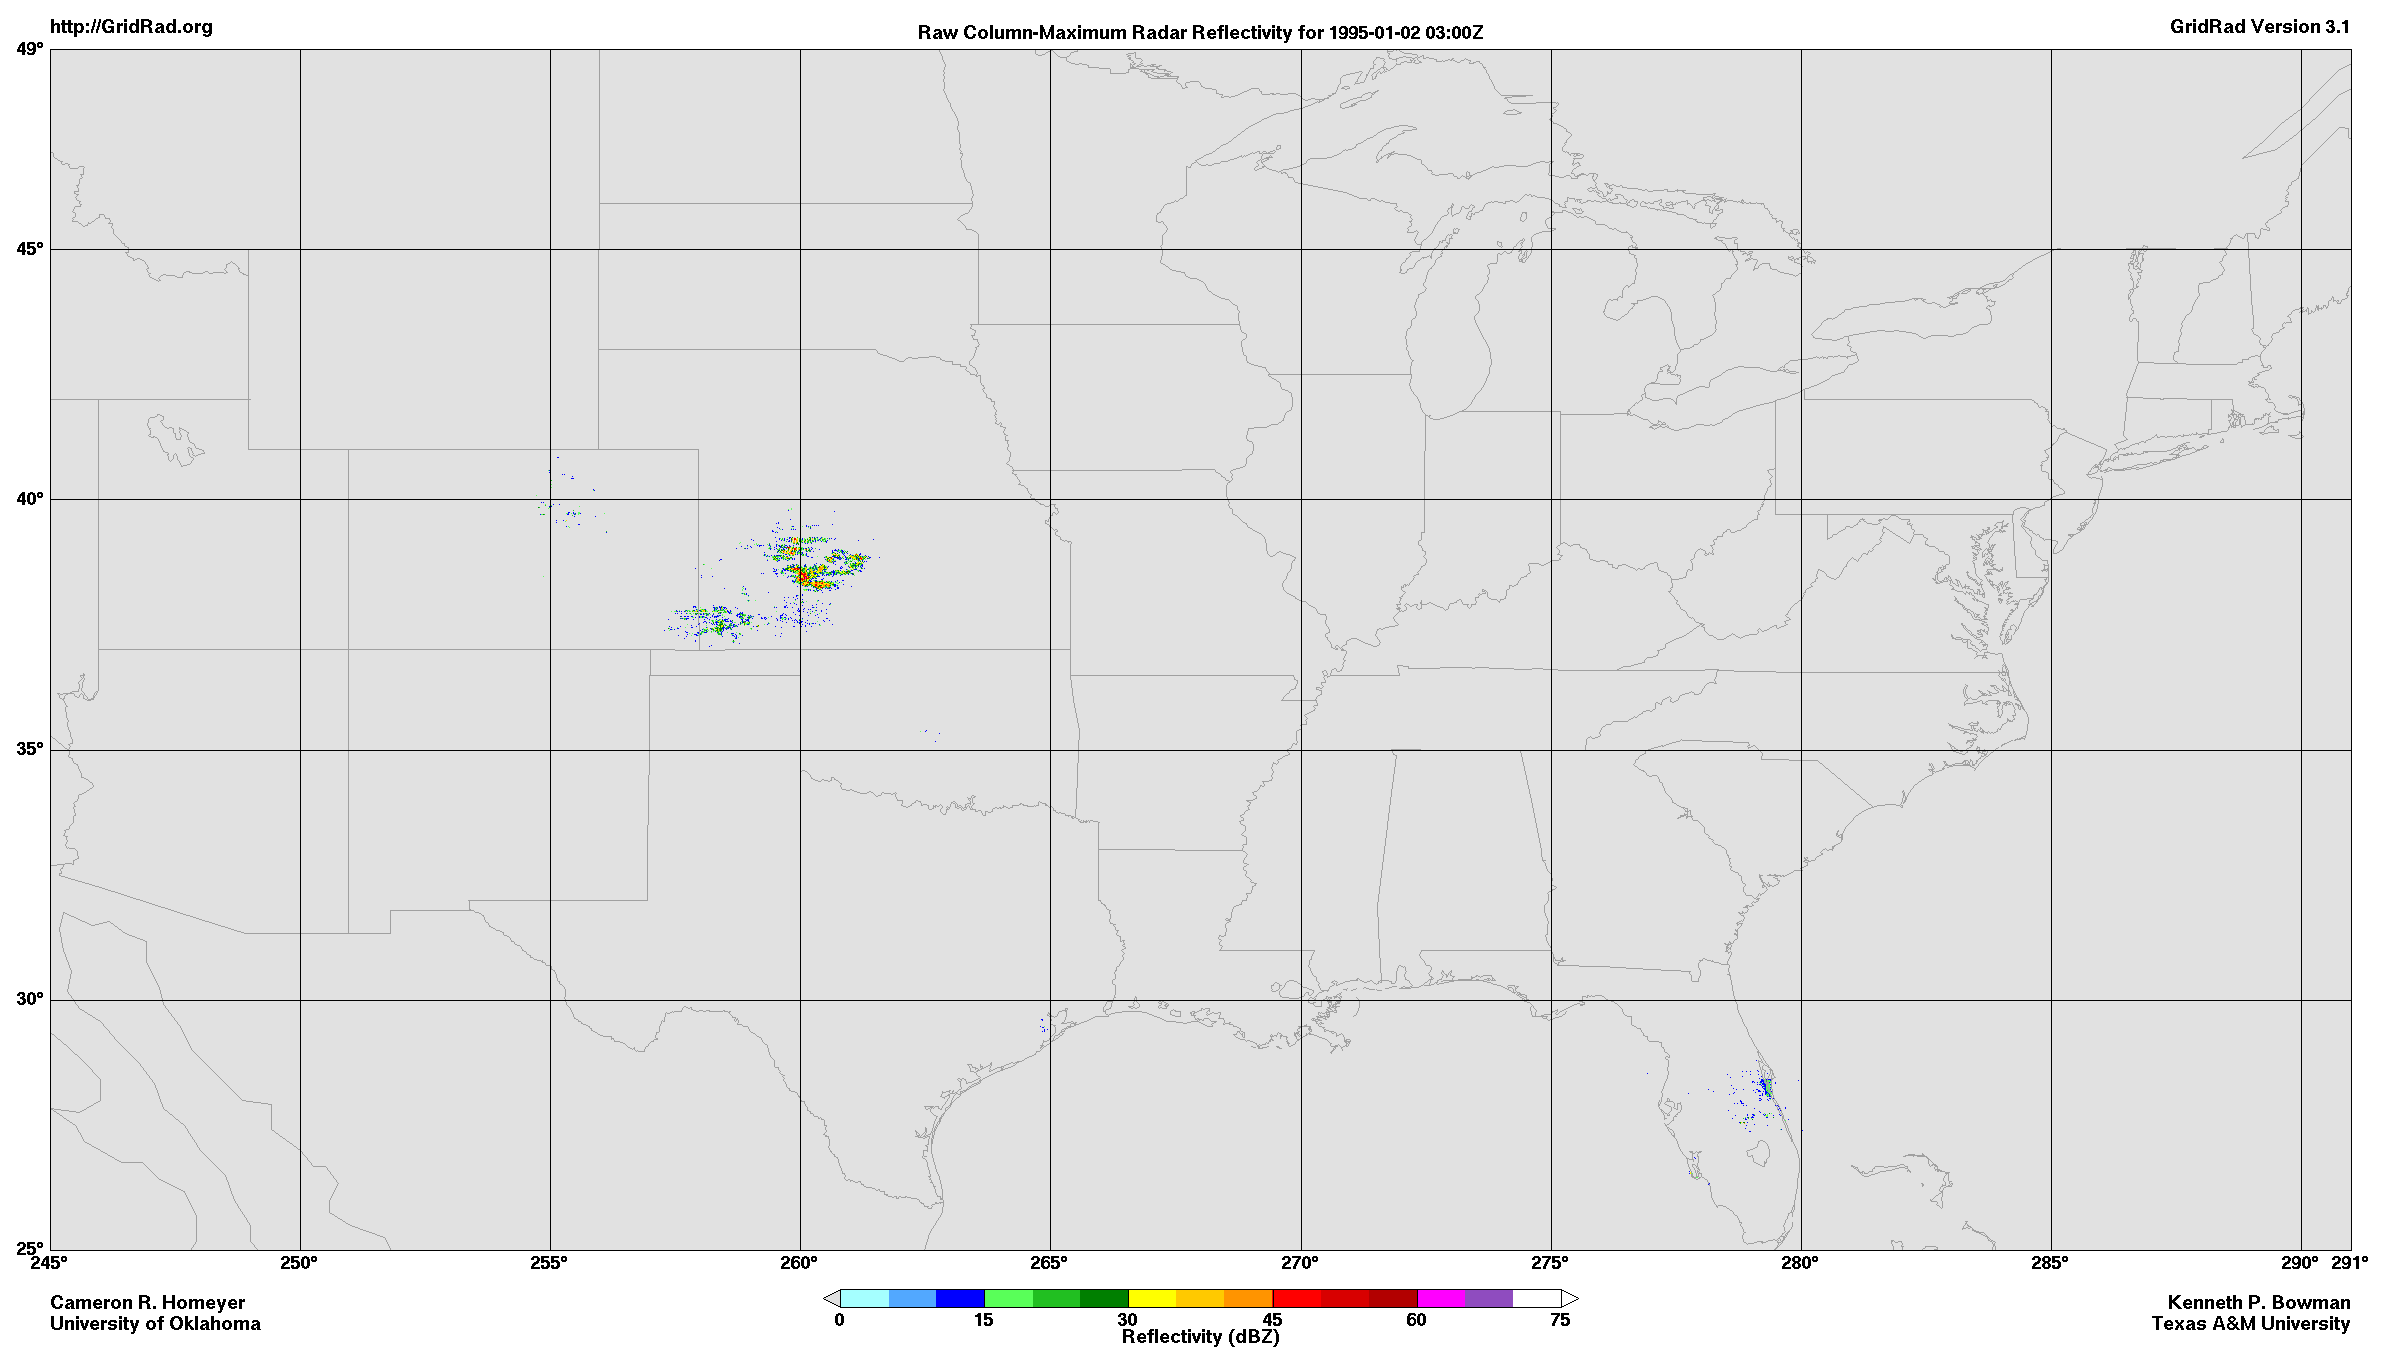 http://GridRad.org
Raw Column-Maximum Radar Reflectivity for 1995-01-02 03:00Z
GridRad Version 3.1
49°
45°
40°
35°
30°
25°
245° 250° 255° 260° 265° 270° 275° 280° 285° 290° 291°
Cameron R. Homeyer
University of Oklahoma
0 15 30 45 60 75
Reflectivity (dBZ)
Kenneth P. Bowman
Texas A&M University